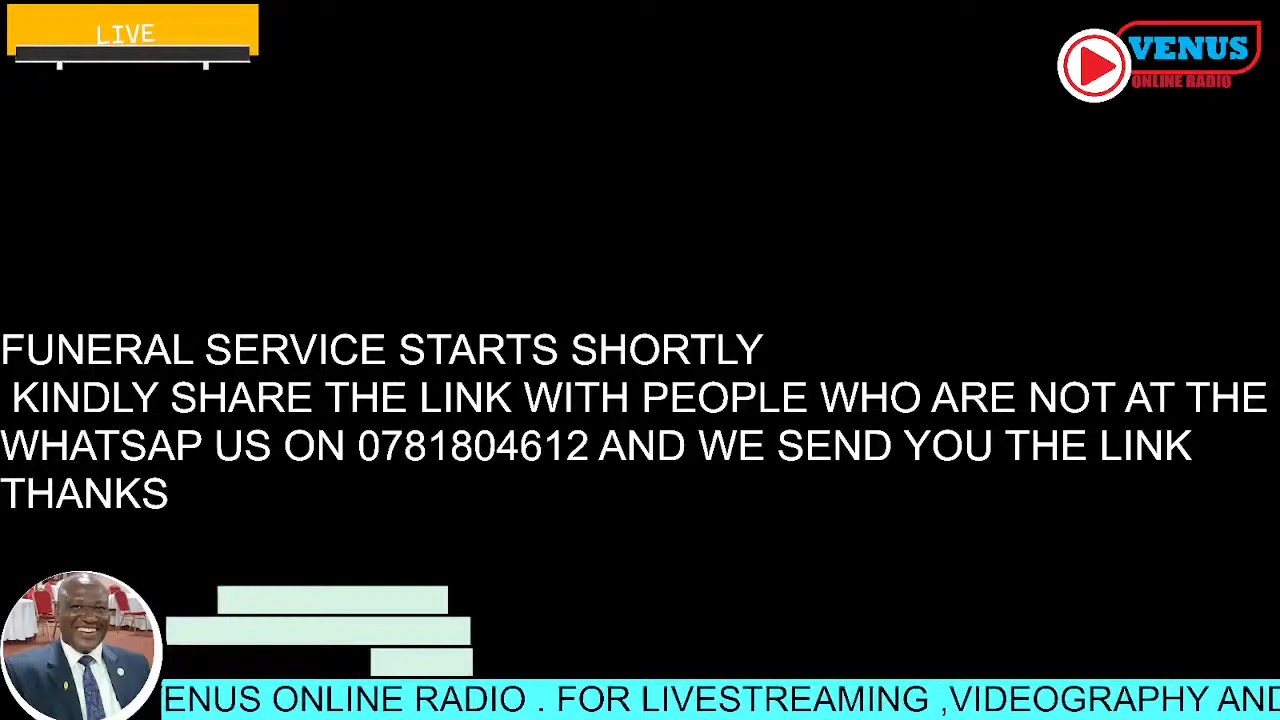 LIVE
VENUS
ONLINE RADIO
FUNERAL SERVICE STARTS SHORTLY
KINDLY SHARE THE LINK WITH PEOPLE WHO ARE NOT AT THE
WHATSAP US ON 0781804612 AND WE SEND YOU THE LINK
THANKS
ENUS ONLINE RADIO . FOR LIVESTREAMING ,VIDEOGRAPHY AND